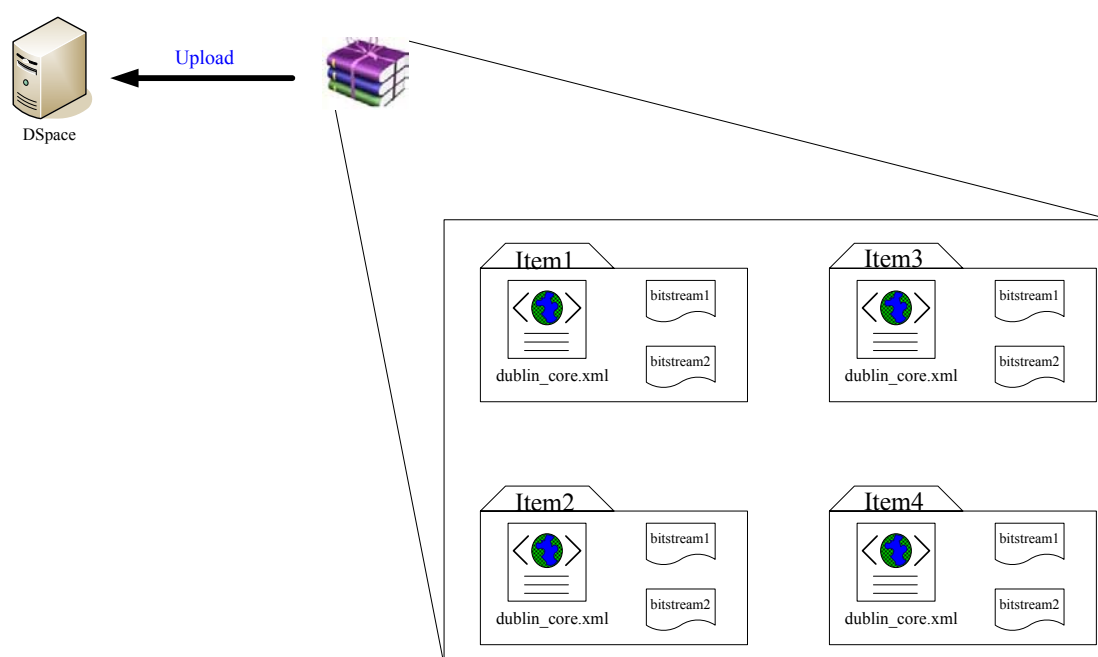 Upload
DSpace
Item1
bitstream1
bitstream2
dublin_core.xml
Item3
bitstream1
bitstream2
dublin_core.xml
Item2
bitstream1
bitstream2
dublin_core.xml
Item4
bitstream1
bitstream2
dublin_core.xml